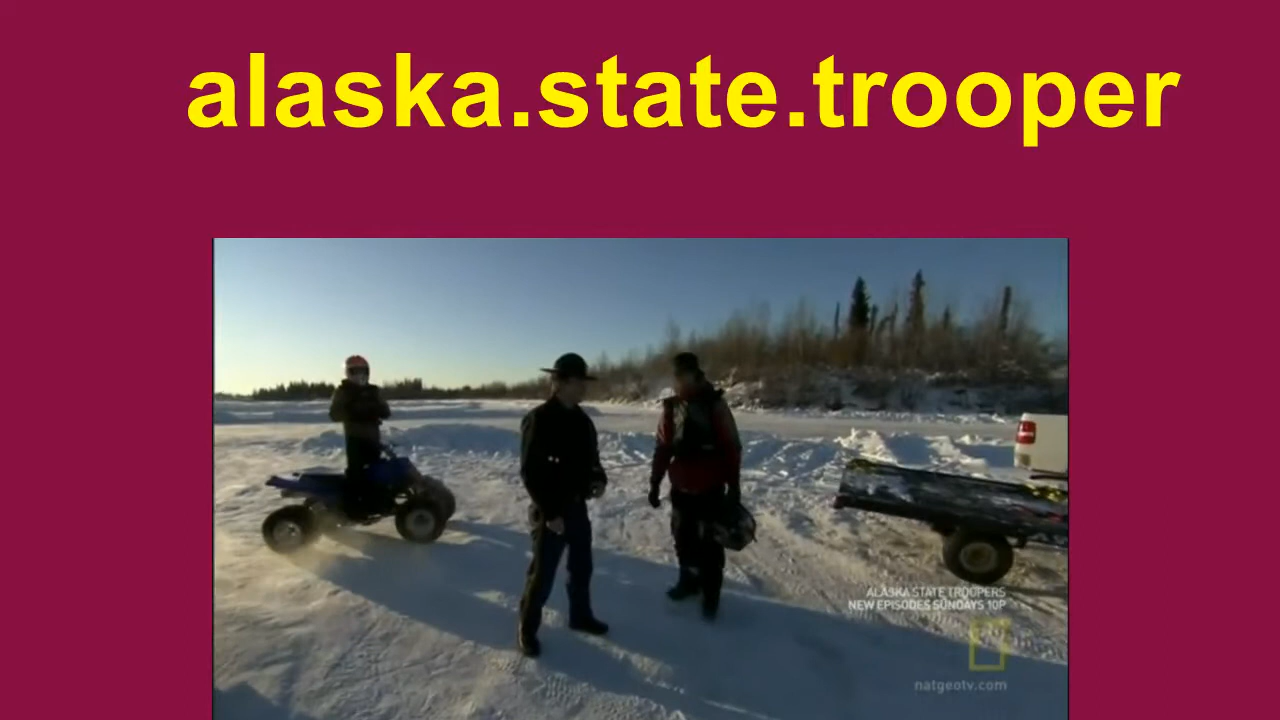 alaska.state.trooper
ALASKA STATE TROOPERS
NEW EPISODES SUNDAYS 10P
natgeotv.com